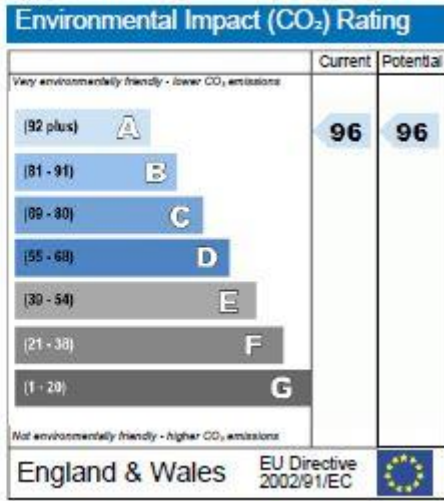 Environmental Impact (CO₂) Rating
Current Potential
Very environmentally friendly - lower CO₂ emissions
(92 plus) A
96 96
(81 - 91) B
(69 - 80) C
(55 - 68) D
(39 - 54) E
(21 - 38) F
(1 - 20) G
Not environmentally friendly - higher CO₂ emissions
England & Wales
EU Directive
2002/91/EC